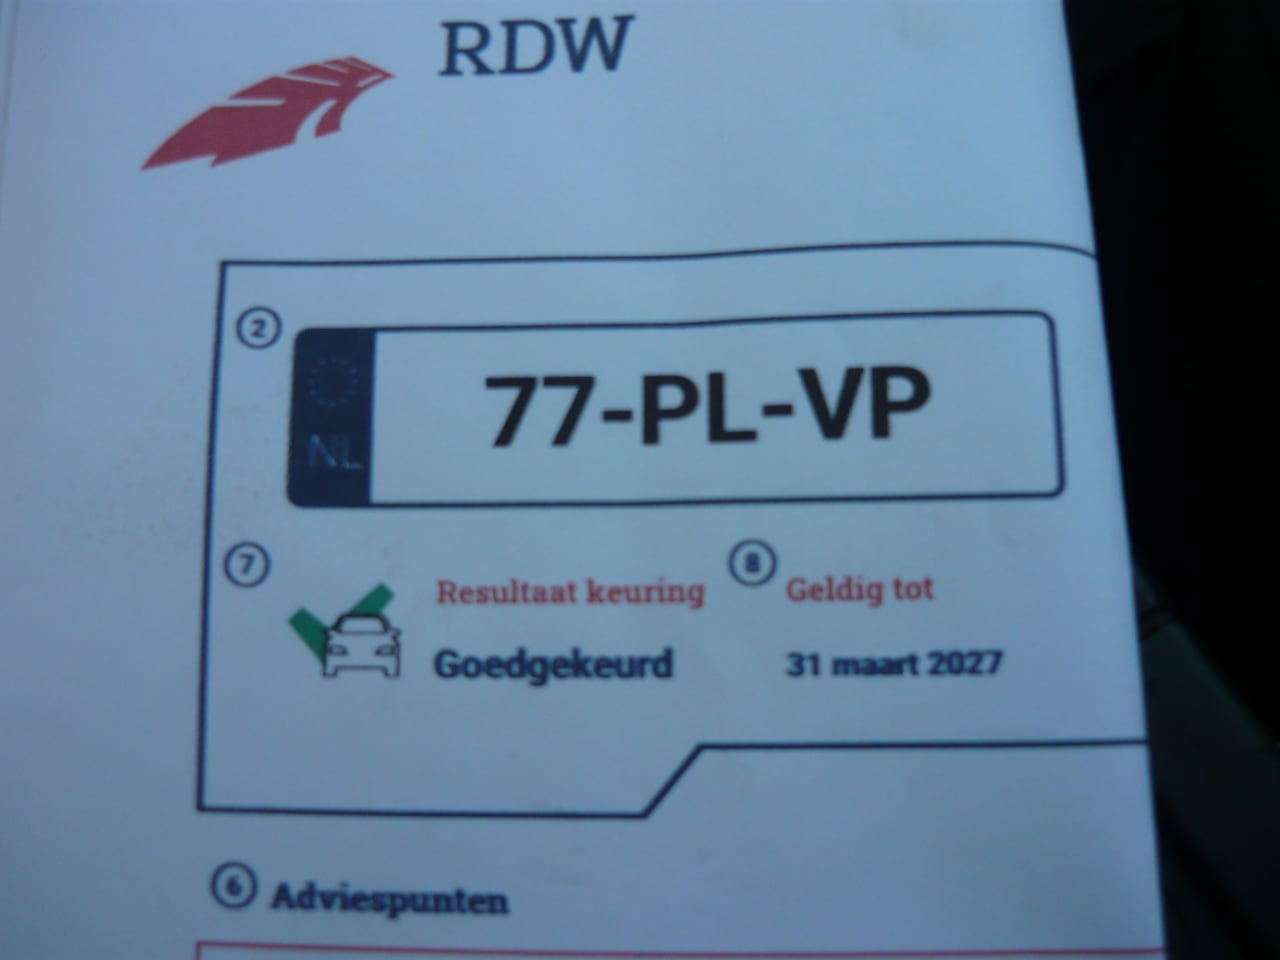 RDW
2
NL
77-PL-VP
7
Resultaat keuring
8
Geldig tot
Goedgekeurd
31 maart 2027
6
Adviespunten